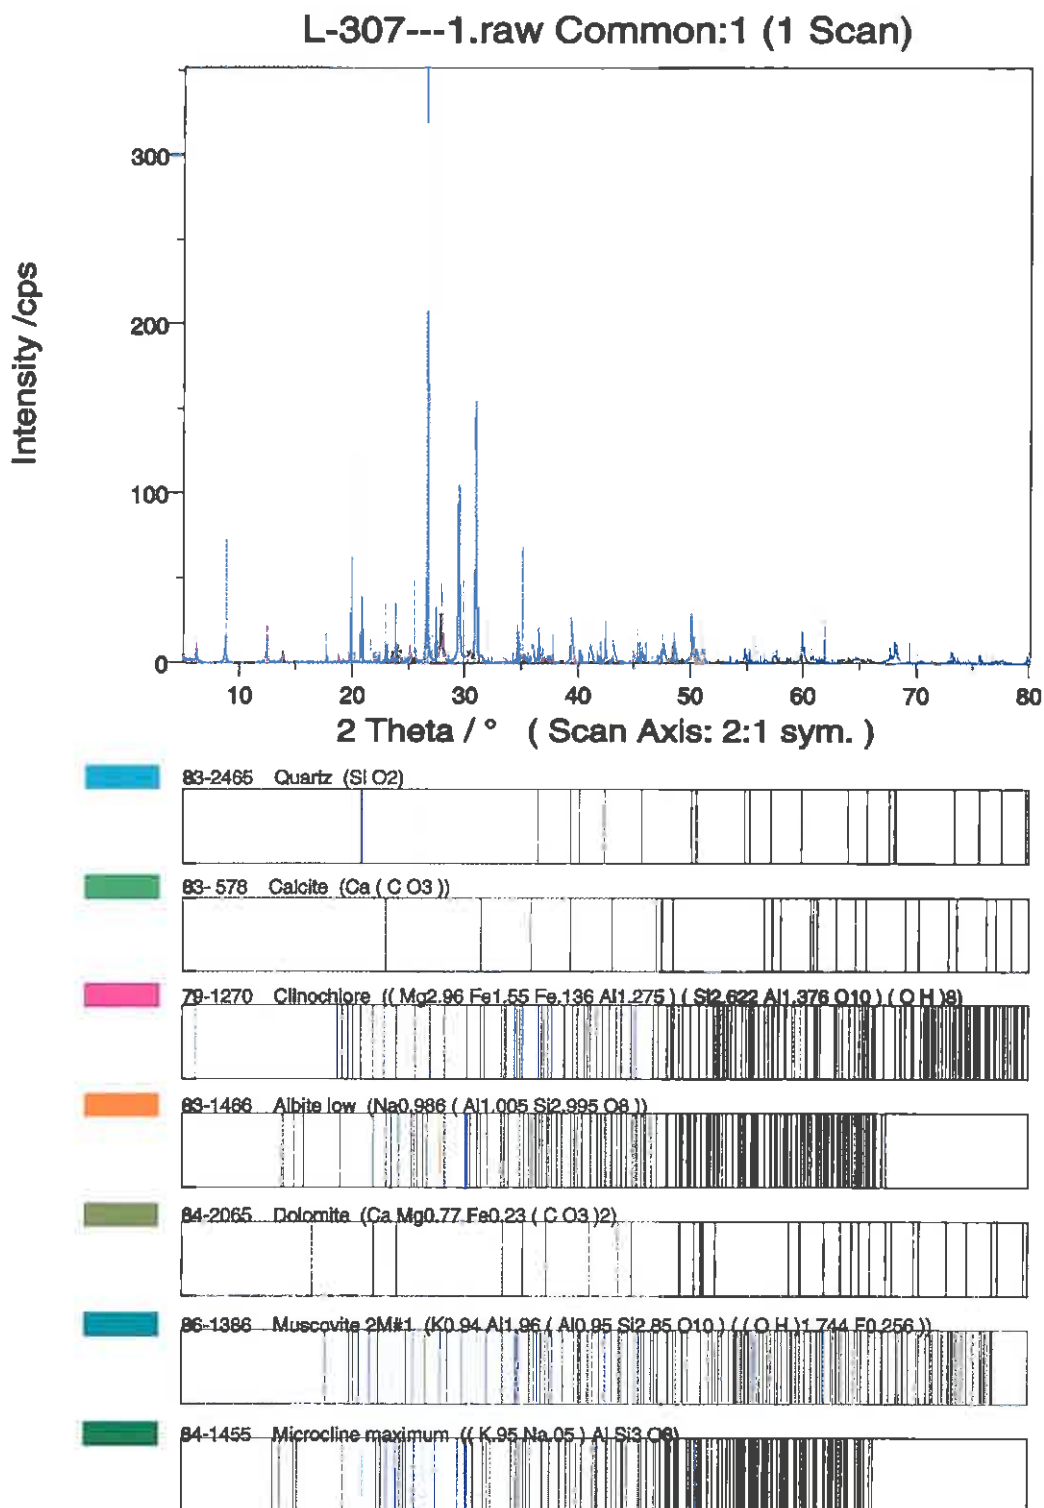 L-307---1.raw Common:1 (1 Scan)
Intensity /cps
300
200
100
0
10 20 30 40 50 60 70 80
2 Theta / ° ( Scan Axis: 2:1 sym. )
83-2465 Quartz (Si O2)
83- 578 Calcite (Ca ( C O3 ))
79-1270 Clinochlore (( Mg2.96 Fe1.55 Fe.136 Al1.275 ) ( Si2.622 Al1.376 O10 ) ( O H )8)
83-1466 Albite low (Na0.986 ( Al1.005 Si2.995 O8 ))
84-2065 Dolomite (Ca Mg0.77 Fe0.23 ( C O3 )2)
86-1386 Muscovite 2M#1 (K0.94 Al1.96 ( Al0.95 Si2.85 O10 ) ( ( O H )1.744 F0.256 ))
84-1455 Microcline maximum (( K.95 Na.05 ) Al Si3 O8)